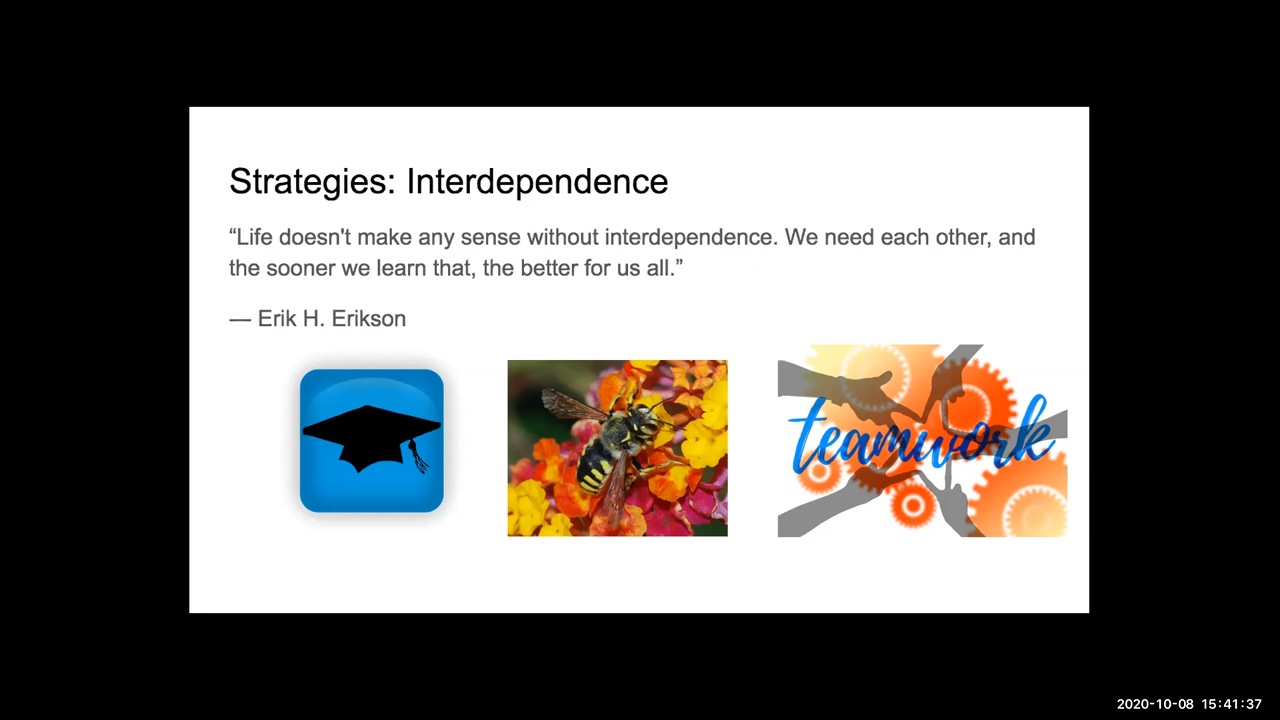 Strategies: Interdependence
“Life doesn't make any sense without interdependence. We need each other, and
the sooner we learn that, the better for us all.”
— Erik H. Erikson
teamwork
2020-10-08 15:41:37